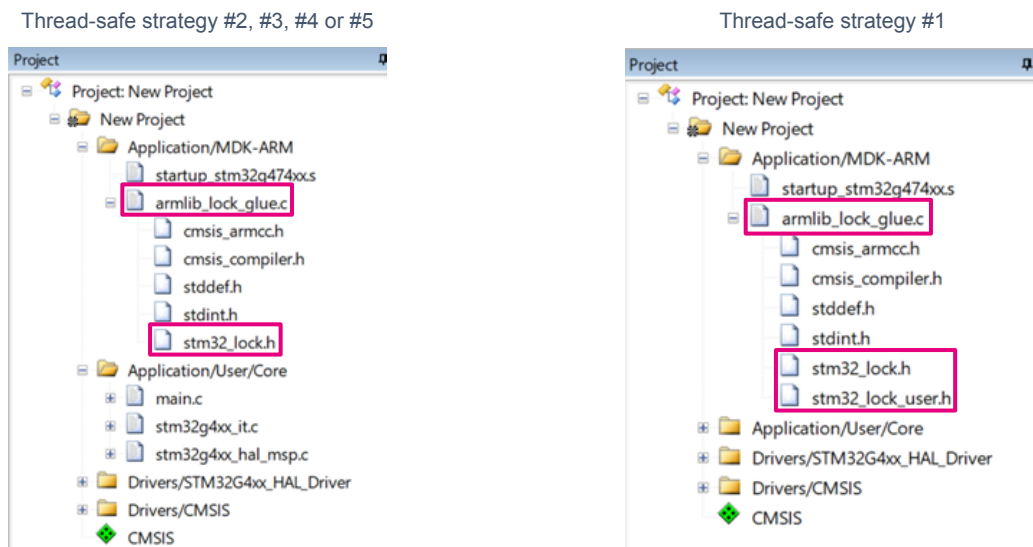 Thread-safe strategy #2, #3, #4 or #5
Project
Project: New Project
New Project
Application/MDK-ARM
startup_stm32g474xx.s
armlib_lock_glue.c
cmsis_armcc.h
cmsis_compiler.h
stddef.h
stdint.h
stm32_lock.h
Application/User/Core
main.c
stm32g4xx_it.c
stm32g4xx_hal_msp.c
Drivers/STM32G4xx_HAL_Driver
Drivers/CMSIS
CMSIS
Thread-safe strategy #1
Project
Project: New Project
New Project
Application/MDK-ARM
startup_stm32g474xx.s
armlib_lock_glue.c
cmsis_armcc.h
cmsis_compiler.h
stddef.h
stdint.h
stm32_lock.h
stm32_lock_user.h
Application/User/Core
Drivers/STM32G4xx_HAL_Driver
Drivers/CMSIS
CMSIS